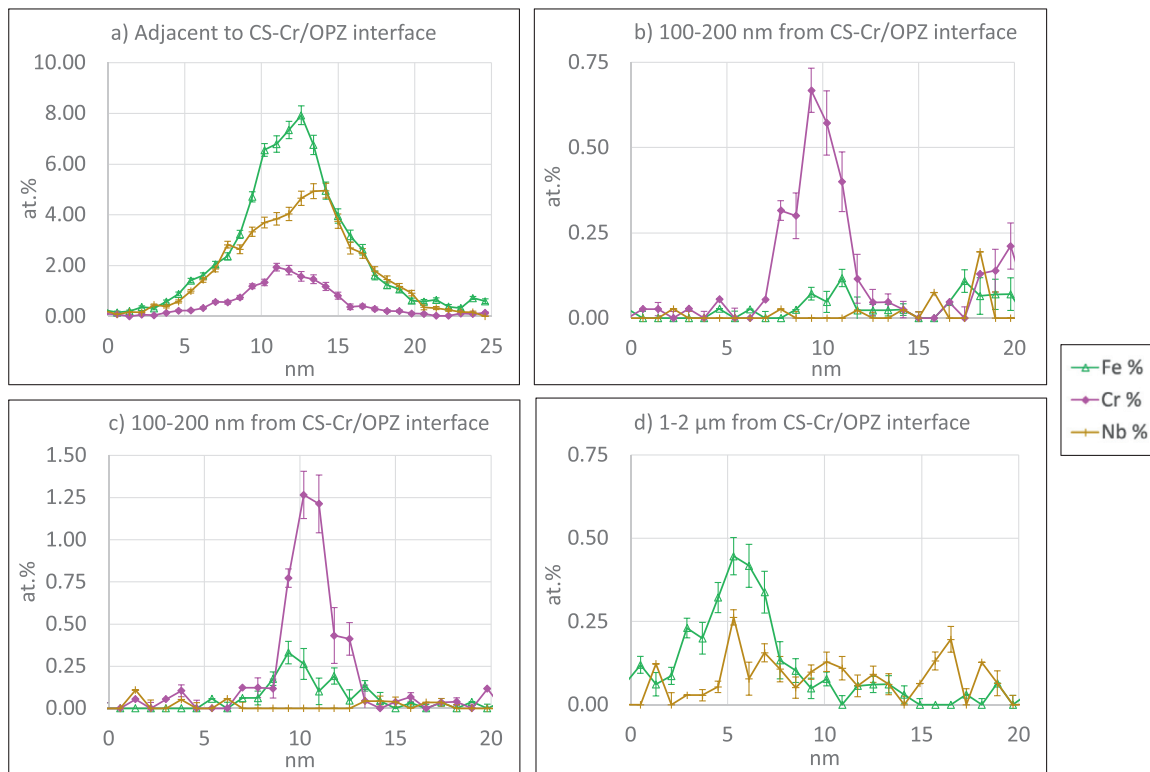 a) Adjacent to CS-Cr/OPZ interface
10.00
8.00
6.00
4.00
2.00
0.00
at.%
0 5 10 15 20 25
nm
b) 100-200 nm from CS-Cr/OPZ interface
0.75
0.50
0.25
0.00
at.%
0 5 10 15 20
nm
Fe %
Cr %
Nb %
c) 100-200 nm from CS-Cr/OPZ interface
1.50
1.25
1.00
0.75
0.50
0.25
0.00
at.%
0 5 10 15 20
nm
d) 1-2 µm from CS-Cr/OPZ interface
0.75
0.50
0.25
0.00
at.%
0 5 10 15 20
nm